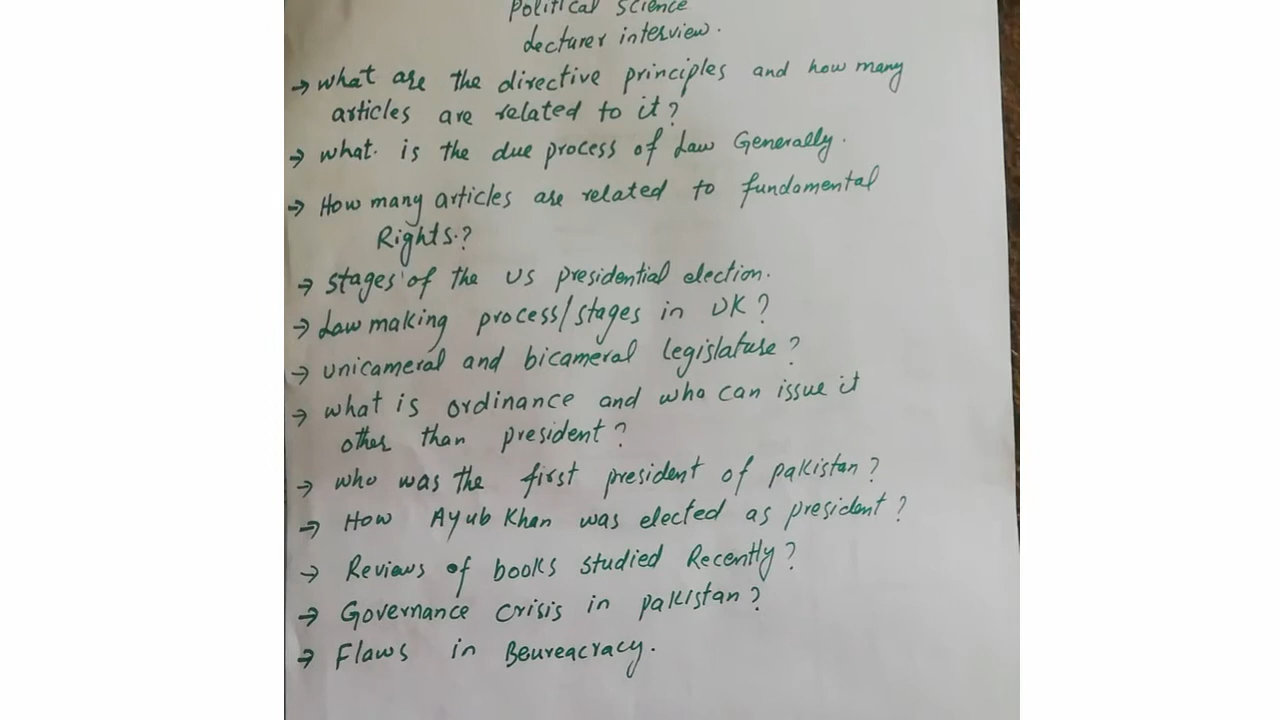 Political Science
Lecturer interview.
→ what are the directive principles and how many
articles are related to it?
→ what. is the due process of Law Generally.
→ How many articles are related to fundamental
Rights.?
→ stages of the US presidential election.
→ Law making process/stages in UK?
→ unicameral and bicameral legislature?
→ what is ordinance and who can issue it
other than president?
→ who was the first president of pakistan?
→ How Ayub Khan was elected as president?
→ Reviews of books studied Recently?
→ Governance crisis in pakistan?
→ Flaws in Beureacracy.